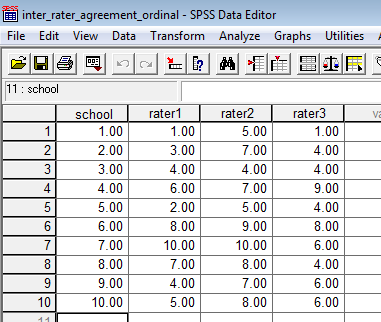 inter_rater_agreement_ordinal - SPSS Data Editor
File Edit View Data Transform Analyze Graphs Utilities
11 : school
school rater1 rater2 rater3
1 1.00 1.00 5.00 1.00
2 2.00 3.00 7.00 4.00
3 3.00 4.00 4.00 4.00
4 4.00 6.00 7.00 9.00
5 5.00 2.00 5.00 4.00
6 6.00 8.00 9.00 8.00
7 7.00 10.00 10.00 6.00
8 8.00 7.00 8.00 4.00
9 9.00 4.00 7.00 6.00
10 10.00 5.00 8.00 6.00